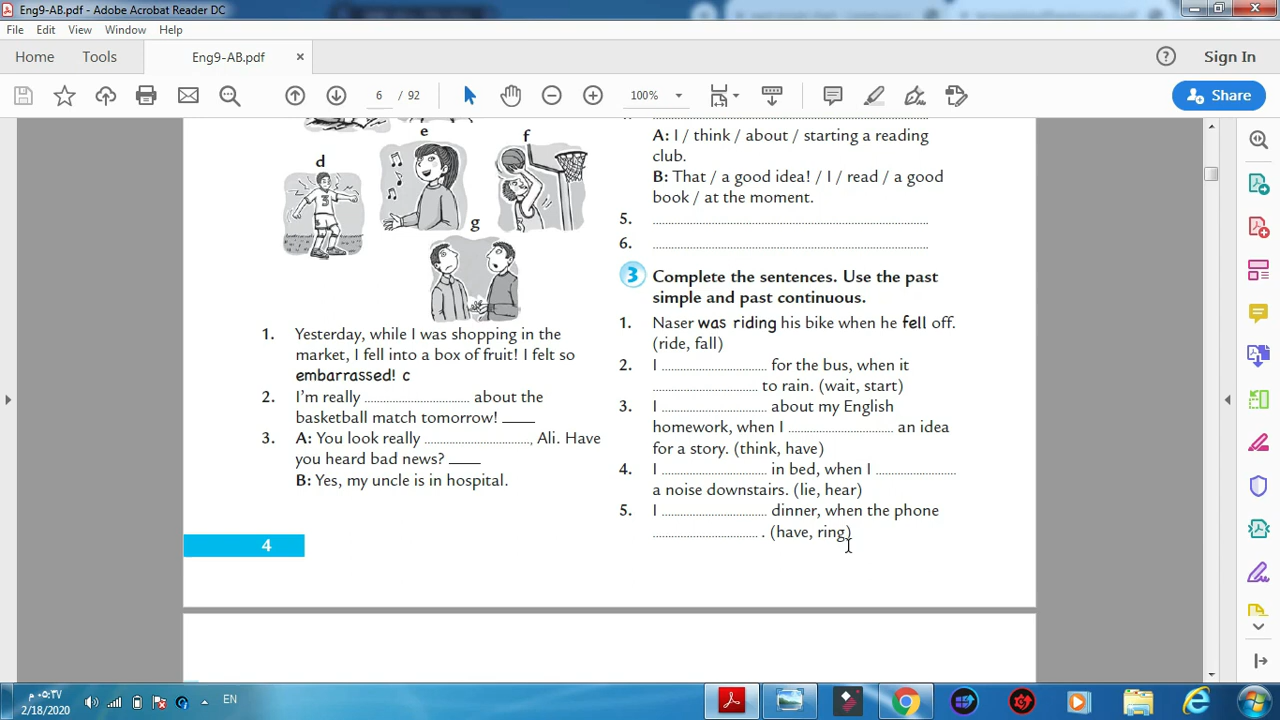 Eng9-AB.pdf - Adobe Acrobat Reader DC
File Edit View Window Help
Home Tools Eng9-AB.pdf × Sign In
6 / 92 100% Share
e f
d
g
1. Yesterday, while I was shopping in the
market, I fell into a box of fruit! I felt so
embarrassed! c
2. I'm really .............................. about the
basketball match tomorrow! ____
3. A: You look really .............................., Ali. Have
you heard bad news? ____
B: Yes, my uncle is in hospital.
4
A: I / think / about / starting a reading
club.
B: That / a good idea! / I / read / a good
book / at the moment.
5. ..............................
6. ..............................
3 Complete the sentences. Use the past
simple and past continuous.
1. Naser was riding his bike when he fell off.
(ride, fall)
2. I .............................. for the bus, when it
.............................. to rain. (wait, start)
3. I .............................. about my English
homework, when I .............................. an idea
for a story. (think, have)
4. I .............................. in bed, when I ......................
a noise downstairs. (lie, hear)
5. I .............................. dinner, when the phone
.............................. . (have, ring)
٠٥:٢٧ م
2/18/2020
EN